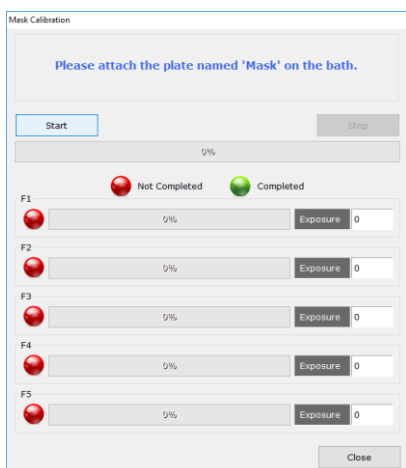 Mask Calibration
Please attach the plate named 'Mask' on the bath.
Start Stop
0%
Not Completed Completed
F1
0% Exposure 0
F2
0% Exposure 0
F3
0% Exposure 0
F4
0% Exposure 0
F5
0% Exposure 0
Close